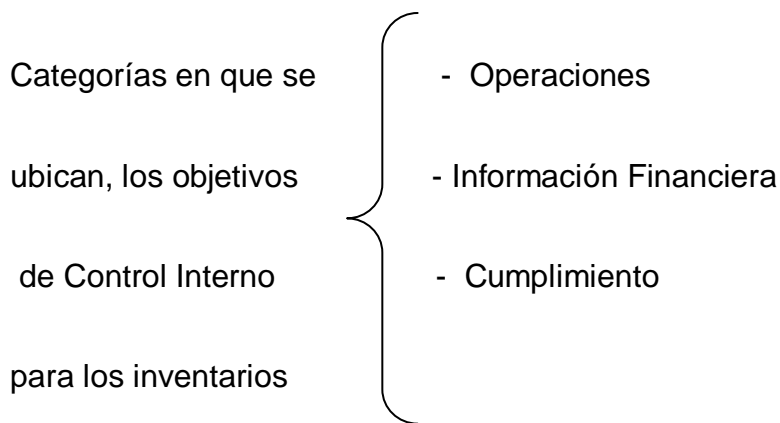 Categorías en que se
ubican, los objetivos
de Control Interno
para los inventarios
- Operaciones
- Información Financiera
- Cumplimiento